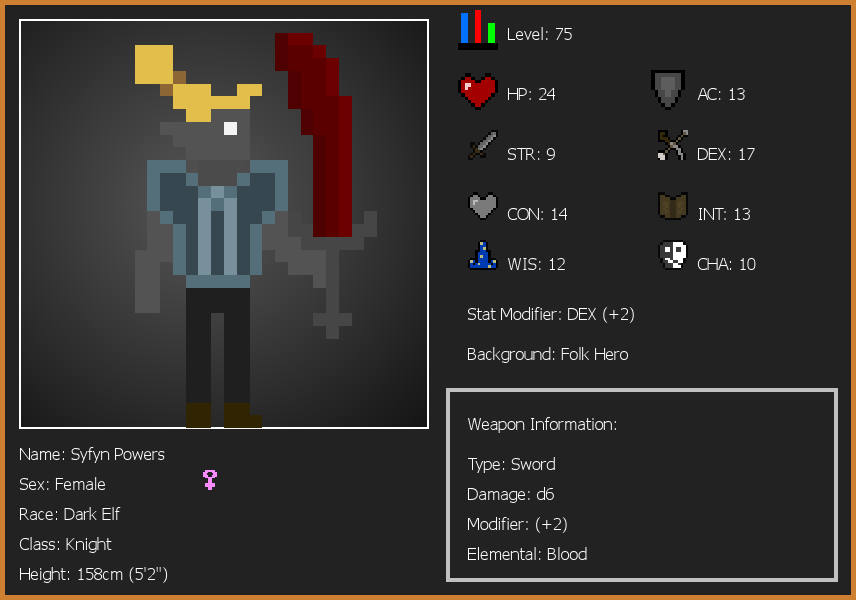 Level: 75
HP: 24
AC: 13
STR: 9
DEX: 17
CON: 14
INT: 13
WIS: 12
CHA: 10
Stat Modifier: DEX (+2)
Background: Folk Hero
Weapon Information:
Type: Sword
Damage: d6
Modifier: (+2)
Elemental: Blood
Name: Syfyn Powers
Sex: Female
Race: Dark Elf
Class: Knight
Height: 158cm (5'2")